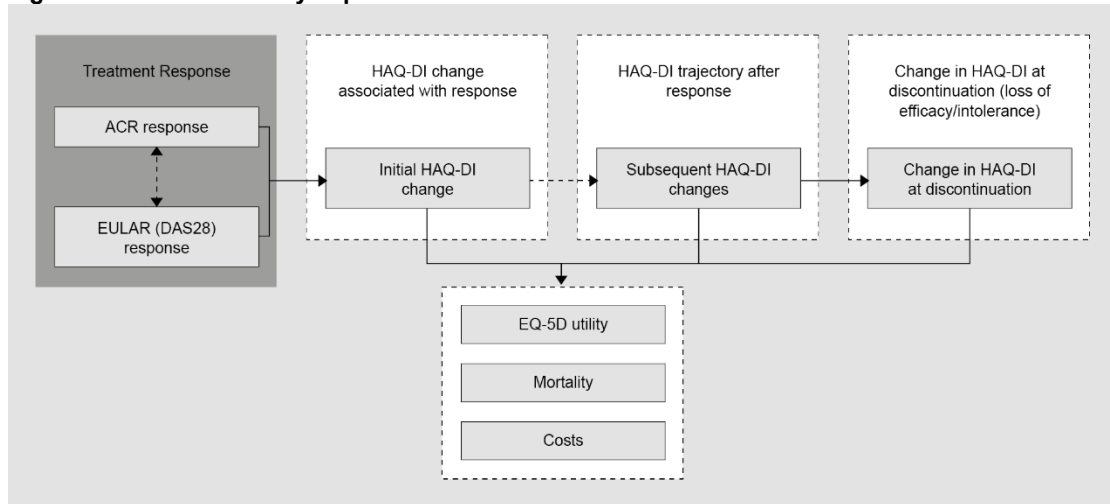 Treatment Response
ACR response
EULAR (DAS28)
response
HAQ-DI change
associated with response
Initial HAQ-DI
change
HAQ-DI trajectory after
response
Subsequent HAQ-DI
changes
Change in HAQ-DI at
discontinuation (loss of
efficacy/intolerance)
Change in HAQ-DI
at discontinuation
EQ-5D utility
Mortality
Costs